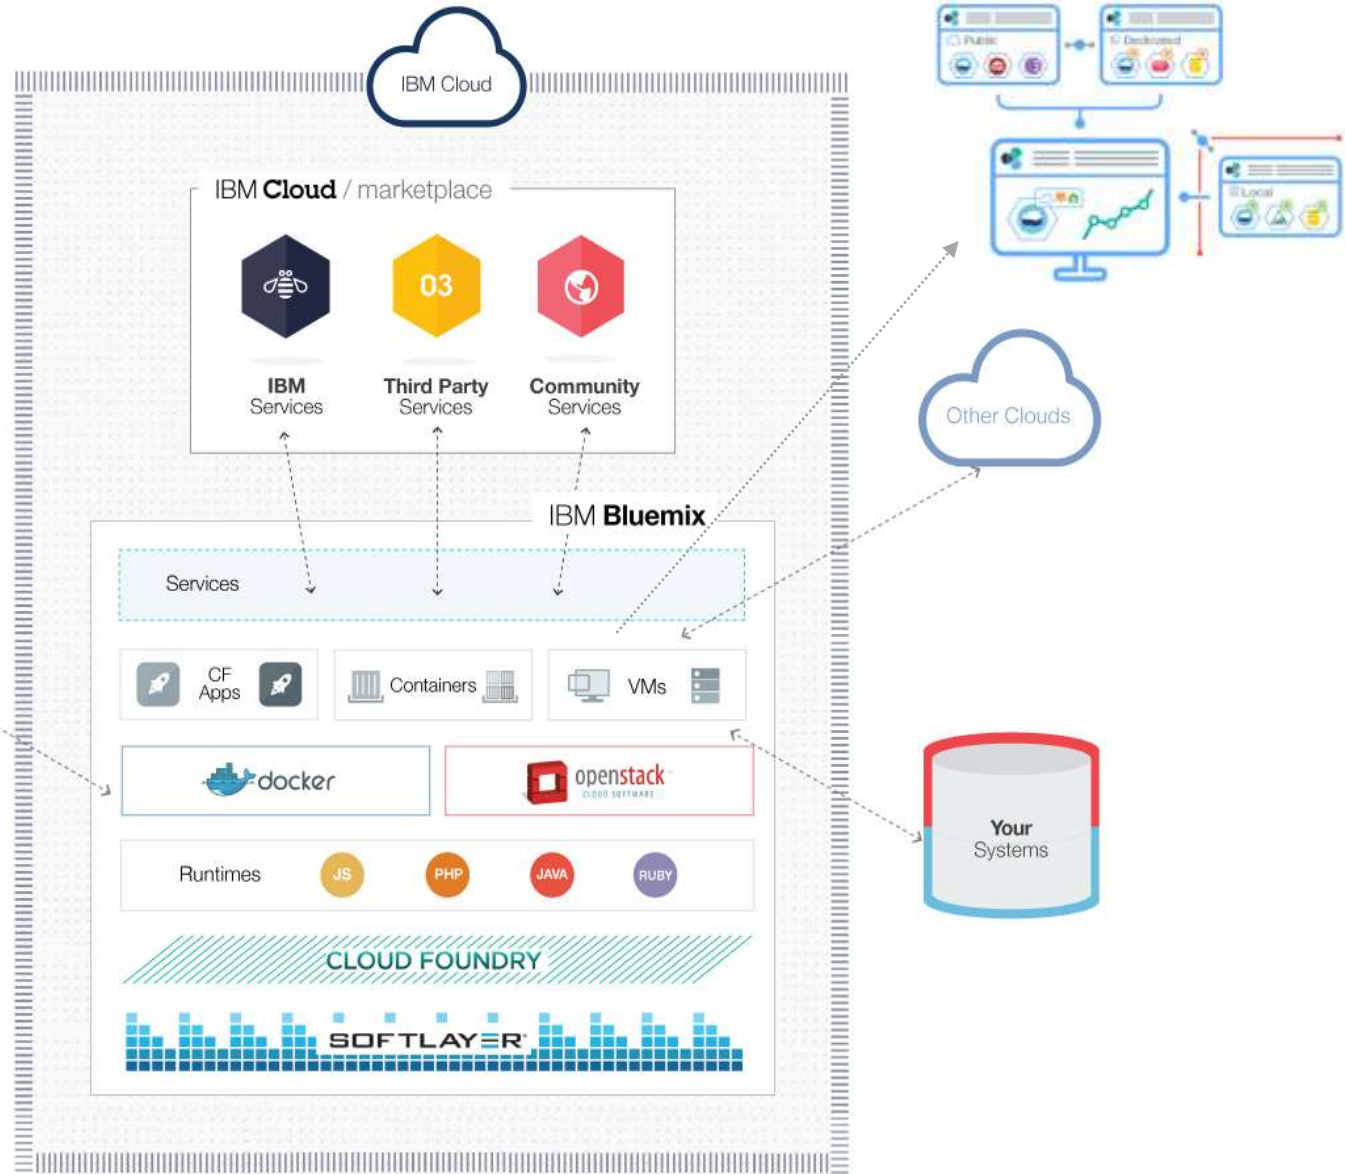 IBM Cloud
Public
Dedicated
Local
IBM Cloud / marketplace
03
IBM
Services
Third Party
Services
Community
Services
Other Clouds
IBM Bluemix
Services
CF
Apps
Containers
VMs
docker
openstack
CLOUD SOFTWARE
Your
Systems
Runtimes
JS
PHP
JAVA
RUBY
CLOUD FOUNDRY
SOFTLAYER